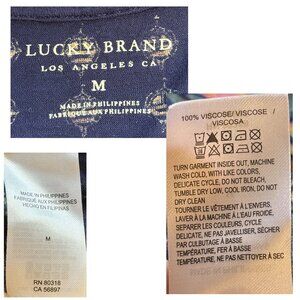 LUCKY BRAND
LOS ANGELES CA
M
MADE IN PHILIPPINES
FABRIQUÉ AUX PHILIPPINES
MADE IN PHILIPPINES
FABRIQUÉ AUX PHILIPPINES
HECHO EN FILIPINAS
M
RN 80318
CA 56897
100% VISCOSE/ VISCOSE /
VISCOSA
TURN GARMENT INSIDE OUT, MACHINE
WASH COLD, WITH LIKE COLORS,
DELICATE CYCLE, DO NOT BLEACH,
TUMBLE DRY LOW, COOL IRON, DO NOT
DRY CLEAN
TOURNER LE VÊTEMENT À L'ENVERS,
LAVER À LA MACHINE À L'EAU FROIDE,
SÉPARER LES COULEURS, CYCLE
DELICATE, NE PAS JAVELLISER, SÉCHER
PAR CULBUTAGE À BASSE
TEMPÉRATURE, FER À BASSE
TEMPÉRATURE, NE PAS NETTOYER À SEC